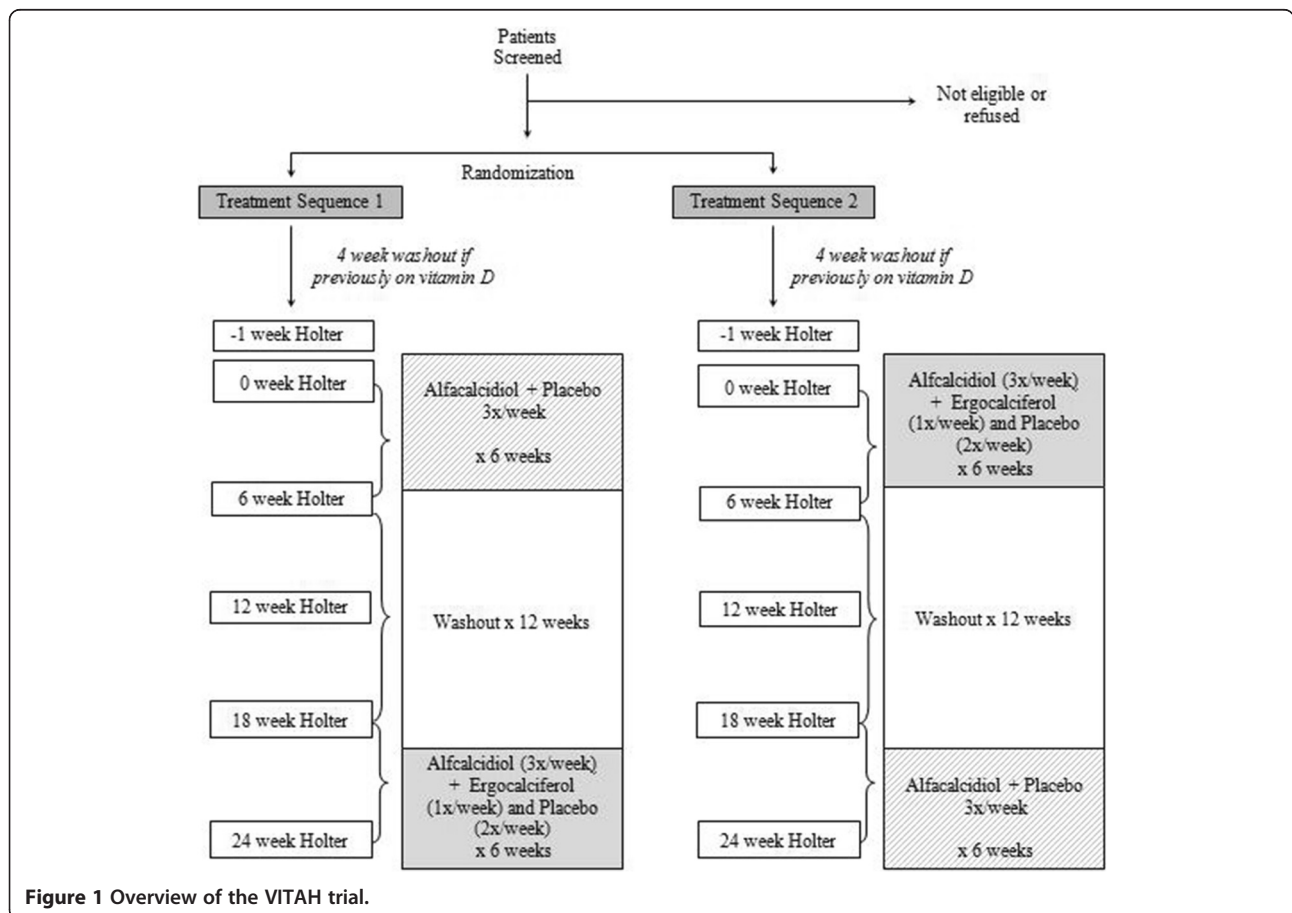 Patients
Screened
Not eligible or
refused
Randomization
Treatment Sequence 1
4 week washout if
previously on vitamin D
-1 week Holter
0 week Holter
6 week Holter
12 week Holter
18 week Holter
24 week Holter
Alfacalcidiol + Placebo
3x/week
x 6 weeks
Washout x 12 weeks
Alfcalcidiol (3x/week)
+ Ergocalciferol
(1x/week) and Placebo
(2x/week)
x 6 weeks
Treatment Sequence 2
4 week washout if
previously on vitamin D
-1 week Holter
0 week Holter
6 week Holter
12 week Holter
18 week Holter
24 week Holter
Alfcalcidiol (3x/week)
+ Ergocalciferol
(1x/week) and Placebo
(2x/week)
x 6 weeks
Washout x 12 weeks
Alfacalcidiol + Placebo
3x/week
x 6 weeks
Figure 1 Overview of the VITAH trial.